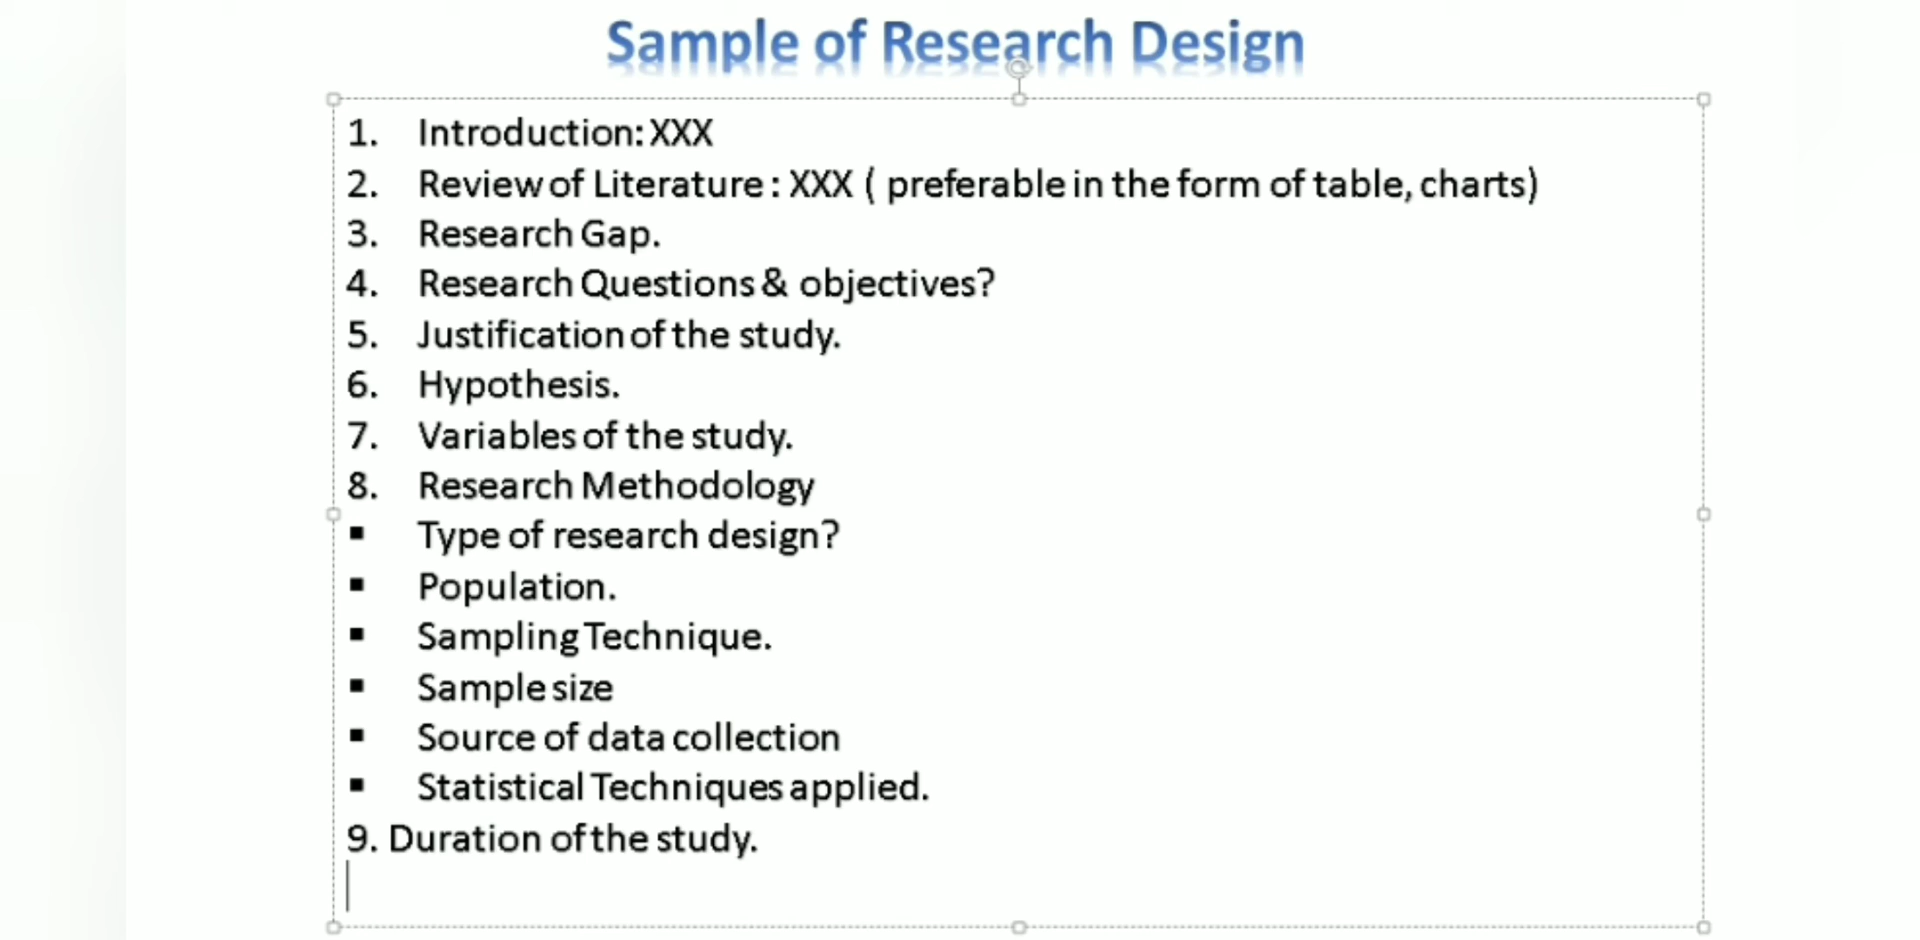 Sample of Research Design
1. Introduction: XXX
2. Review of Literature : XXX ( preferable in the form of table, charts)
3. Research Gap.
4. Research Questions & objectives?
5. Justification of the study.
6. Hypothesis.
7. Variables of the study.
8. Research Methodology
▪ Type of research design?
▪ Population.
▪ Sampling Technique.
▪ Sample size
▪ Source of data collection
▪ Statistical Techniques applied.
9. Duration of the study.